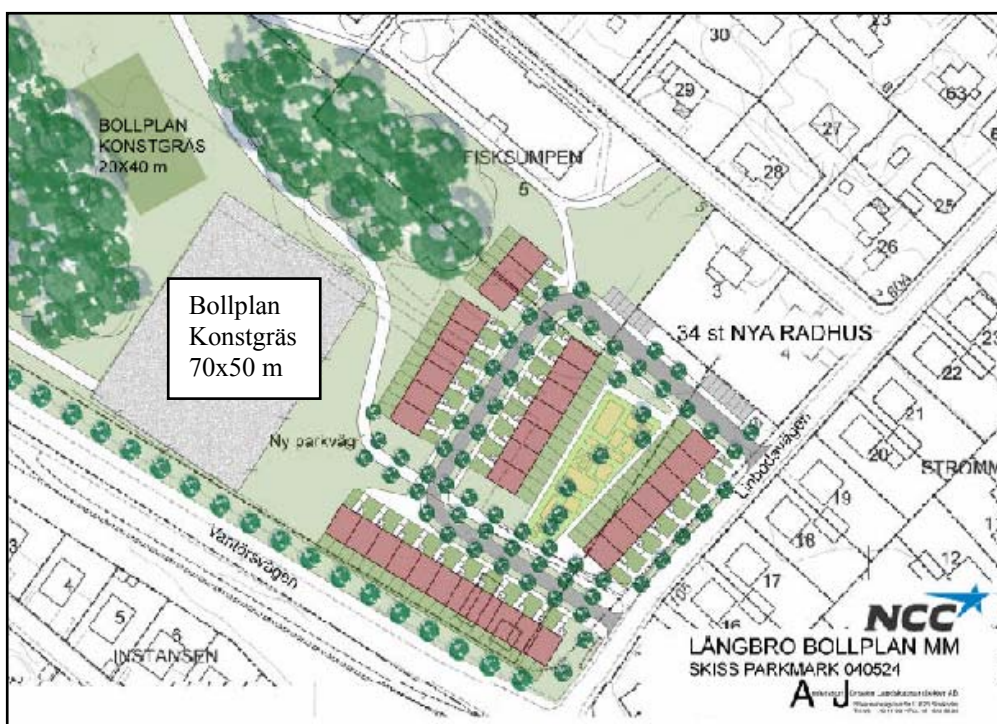 30
23
29
63
27
BOLLPLAN
KONSTGRÄS
20X40 m
FISKSUMPEN
5
28
25
26
3
3
Bollplan
Konstgräs
70x50 m
34 st NYA RADHUS
4
22
21
20
Ny parkväg
Linbodavägen
STRÖMM
19
18
Vantörsvägen
17
12
16
4
5
6
INSTANSEN
NCC
LÅNGBRO BOLLPLAN MM
SKISS PARKMARK 040524
A J